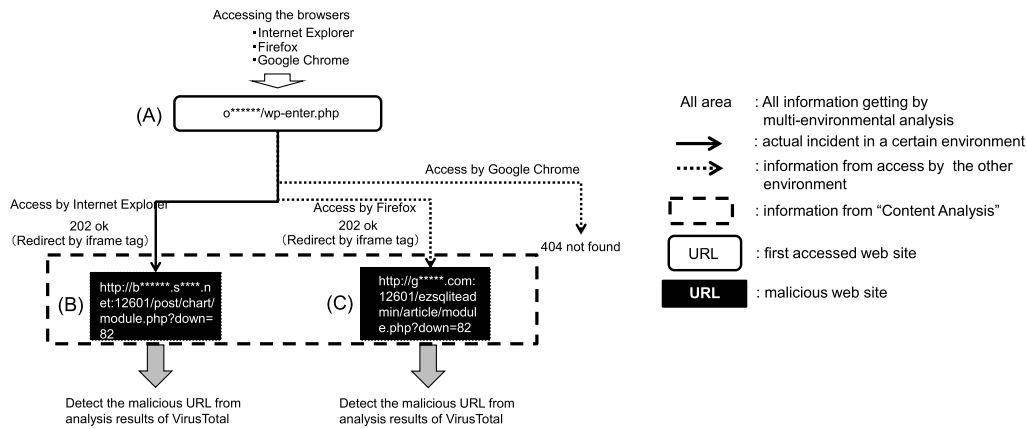 Accessing the browsers
▪Internet Explorer
▪Firefox
▪Google Chrome
(A)
o******/wp-enter.php
Access by Google Chrome
Access by Internet Explorer
202 ok
(Redirect by iframe tag)
Access by Firefox
202 ok
(Redirect by iframe tag)
404 not found
(B)
http://b******.s****.n
et:12601/post/chart/
module.php?down=
82
(C)
http://g*****.com:
12601/ezsqlitead
min/article/modul
e.php?down=82
Detect the malicious URL from
analysis results of VirusTotal
Detect the malicious URL from
analysis results of VirusTotal
All area : All information getting by
multi-environmental analysis
: actual incident in a certain environment
: information from access by the other
environment
: information from “Content Analysis”
URL : first accessed web site
URL : malicious web site